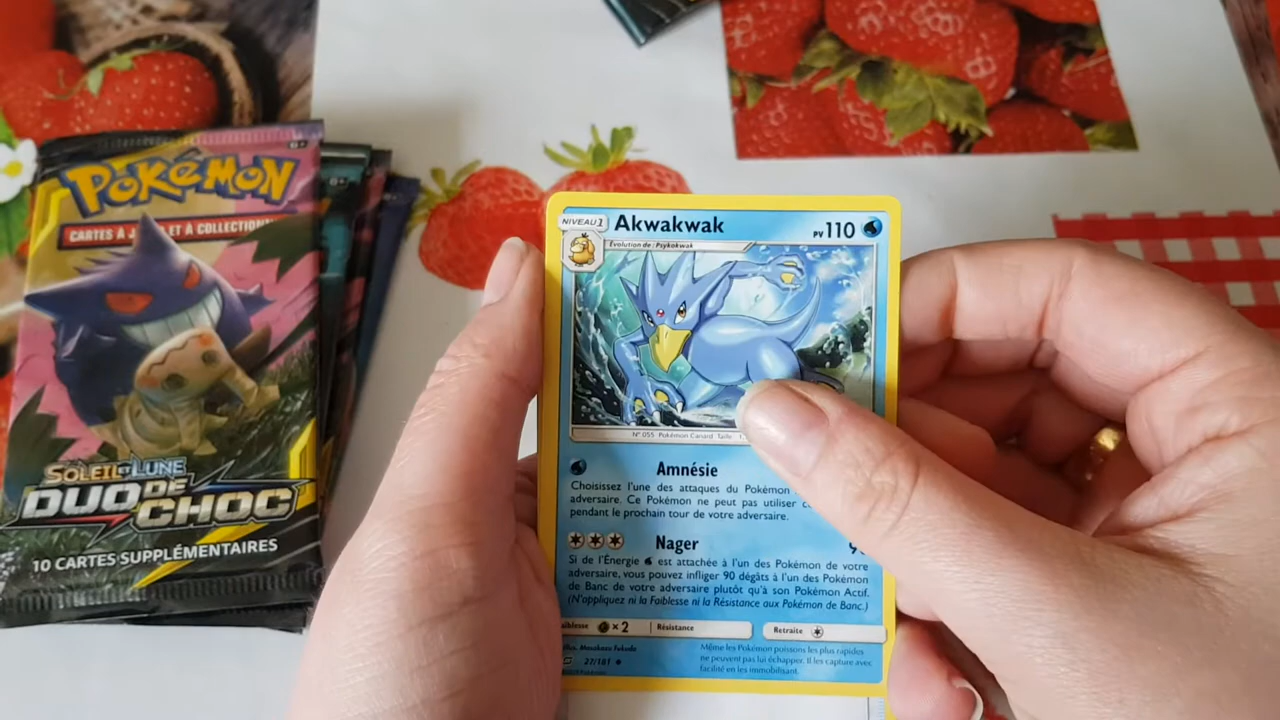 POKÉMON
CARTES À ET À COLLECTION
SOLEIL ET LUNE
DUO DE
CHOC
10 CARTES SUPPLÉMENTAIRES
NIVEAU 1
Akwakwak
PV 110
Évolution de : Psykokwak
N° 055 Pokémon Canard Taille
Amnésie
Choisissez l'une des attaques du Pokémon
adversaire. Ce Pokémon ne peut pas utiliser
pendant le prochain tour de votre adversaire.
Nager
Si de l'Énergie est attachée à l'un des Pokémon de votre
adversaire, vous pouvez infliger 90 dégâts à l'un des Pokémon
de Banc de votre adversaire plutôt qu'à son Pokémon Actif.
(N'appliquez ni la Faiblesse ni la Résistance aux Pokémon de Banc.)
aiblesse ×2 Résistance
Retraite
Illus. Masakazu Fukuda
27/181
Même les Pokémon poissons les plus rapides
ne peuvent pas lui échapper. Il les capture avec
facilité en les immobilisant.